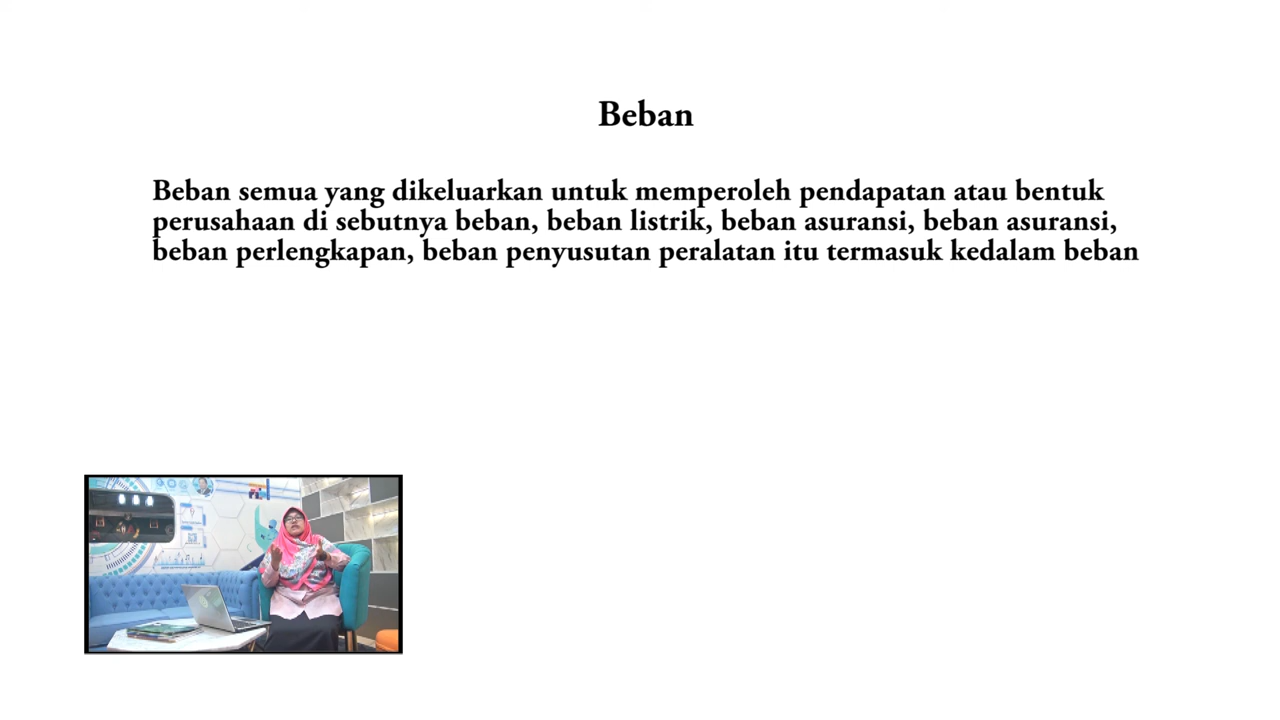 Beban
Beban semua yang dikeluarkan untuk memperoleh pendapatan atau bentuk
perusahaan di sebutnya beban, beban listrik, beban asuransi, beban asuransi,
beban perlengkapan, beban penyusutan peralatan itu termasuk kedalam beban